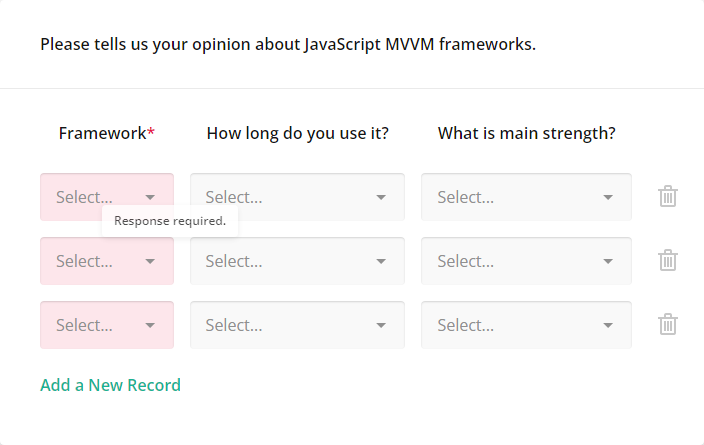 Please tells us your opinion about JavaScript MVVM frameworks.
Framework* How long do you use it? What is main strength?
Select... Select... Select...
Response required.
Select... Select... Select...
Select... Select... Select...
Add a New Record